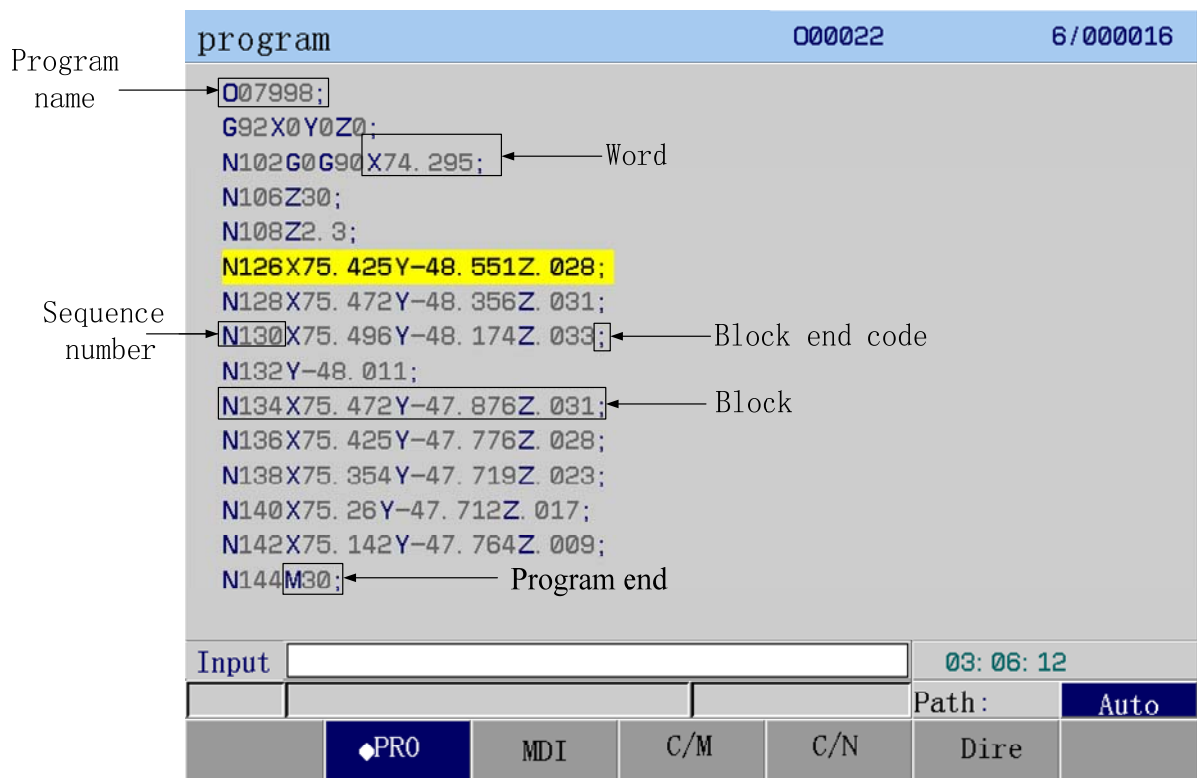 program O00022 6/000016
Program name
O07998;
G92X0Y0Z0;
N102G0G90X74.295;
Word
N106Z30;
N108Z2.3;
N126X75.425Y-48.551Z.028;
N128X75.472Y-48.356Z.031;
Sequence number
N130X75.496Y-48.174Z.033;
Block end code
N132Y-48.011;
N134X75.472Y-47.876Z.031;
Block
N136X75.425Y-47.776Z.028;
N138X75.354Y-47.719Z.023;
N140X75.26Y-47.712Z.017;
N142X75.142Y-47.764Z.009;
N144M30;
Program end
Input 03:06:12
Path: Auto
◆PRO MDI C/M C/N Dire